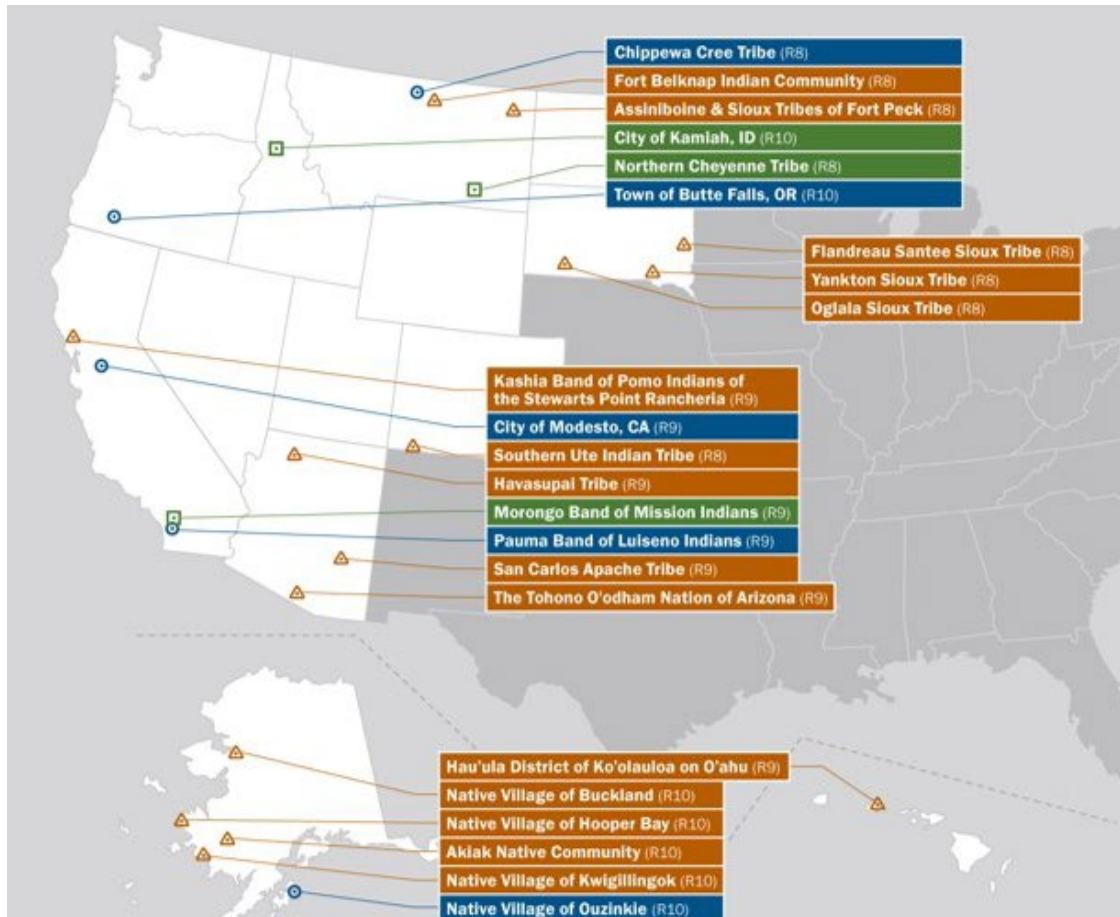 Chippewa Cree Tribe (R8)
Fort Belknap Indian Community (R8)
Assiniboine & Sioux Tribes of Fort Peck (R8)
City of Kamiah, ID (R10)
Northern Cheyenne Tribe (R8)
Town of Butte Falls, OR (R10)
Flandreau Santee Sioux Tribe (R8)
Yankton Sioux Tribe (R8)
Oglala Sioux Tribe (R8)
Kashia Band of Pomo Indians of
the Stewarts Point Rancheria (R9)
City of Modesto, CA (R9)
Southern Ute Indian Tribe (R8)
Havasupai Tribe (R9)
Morongo Band of Mission Indians (R9)
Pauma Band of Luiseno Indians (R9)
San Carlos Apache Tribe (R9)
The Tohono O'odham Nation of Arizona (R9)
Hau'ula District of Ko'olauloa on O'ahu (R9)
Native Village of Buckland (R10)
Native Village of Hooper Bay (R10)
Akiak Native Community (R10)
Native Village of Kwigillingok (R10)
Native Village of Ouzinkie (R10)